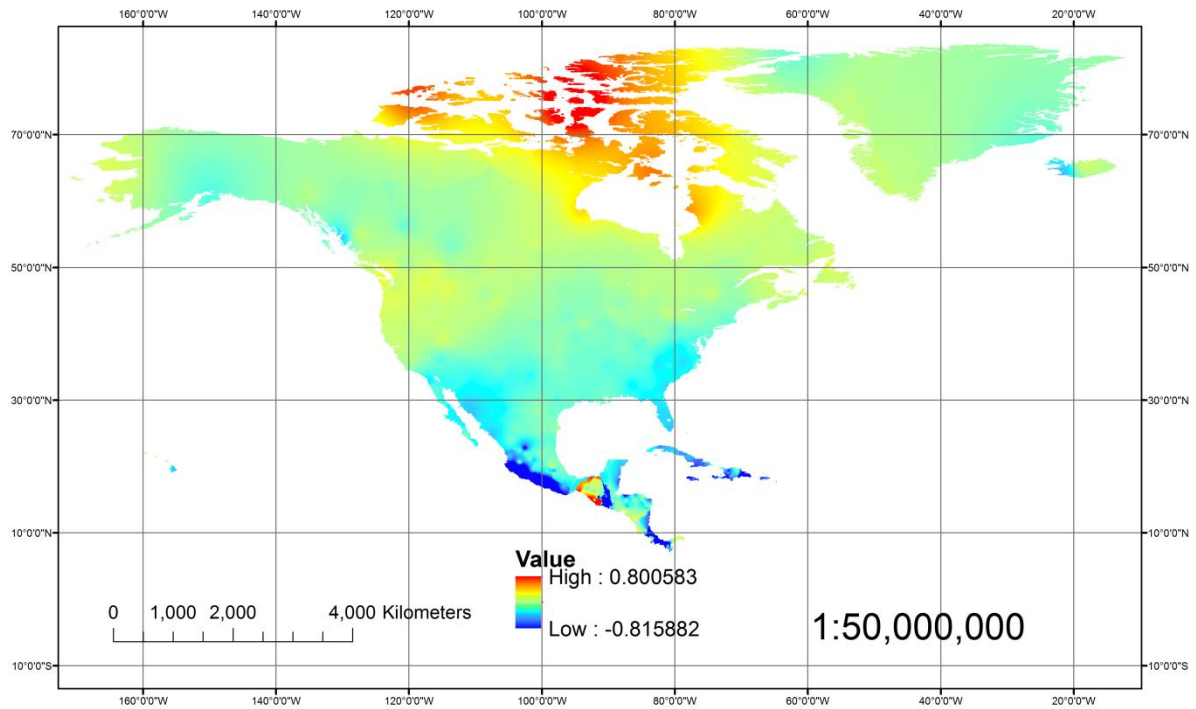 160°0'0"W 140°0'0"W 120°0'0"W 100°0'0"W 80°0'0"W 60°0'0"W 40°0'0"W 20°0'0"W
70°0'0"N 70°0'0"N
50°0'0"N 50°0'0"N
30°0'0"N 30°0'0"N
10°0'0"N 10°0'0"N
Value
High : 0.800583
0 1,000 2,000 4,000 Kilometers
Low : -0.815882
1:50,000,000
10°0'0"S 10°0'0"S
160°0'0"W 140°0'0"W 120°0'0"W 100°0'0"W 80°0'0"W 60°0'0"W 40°0'0"W 20°0'0"W